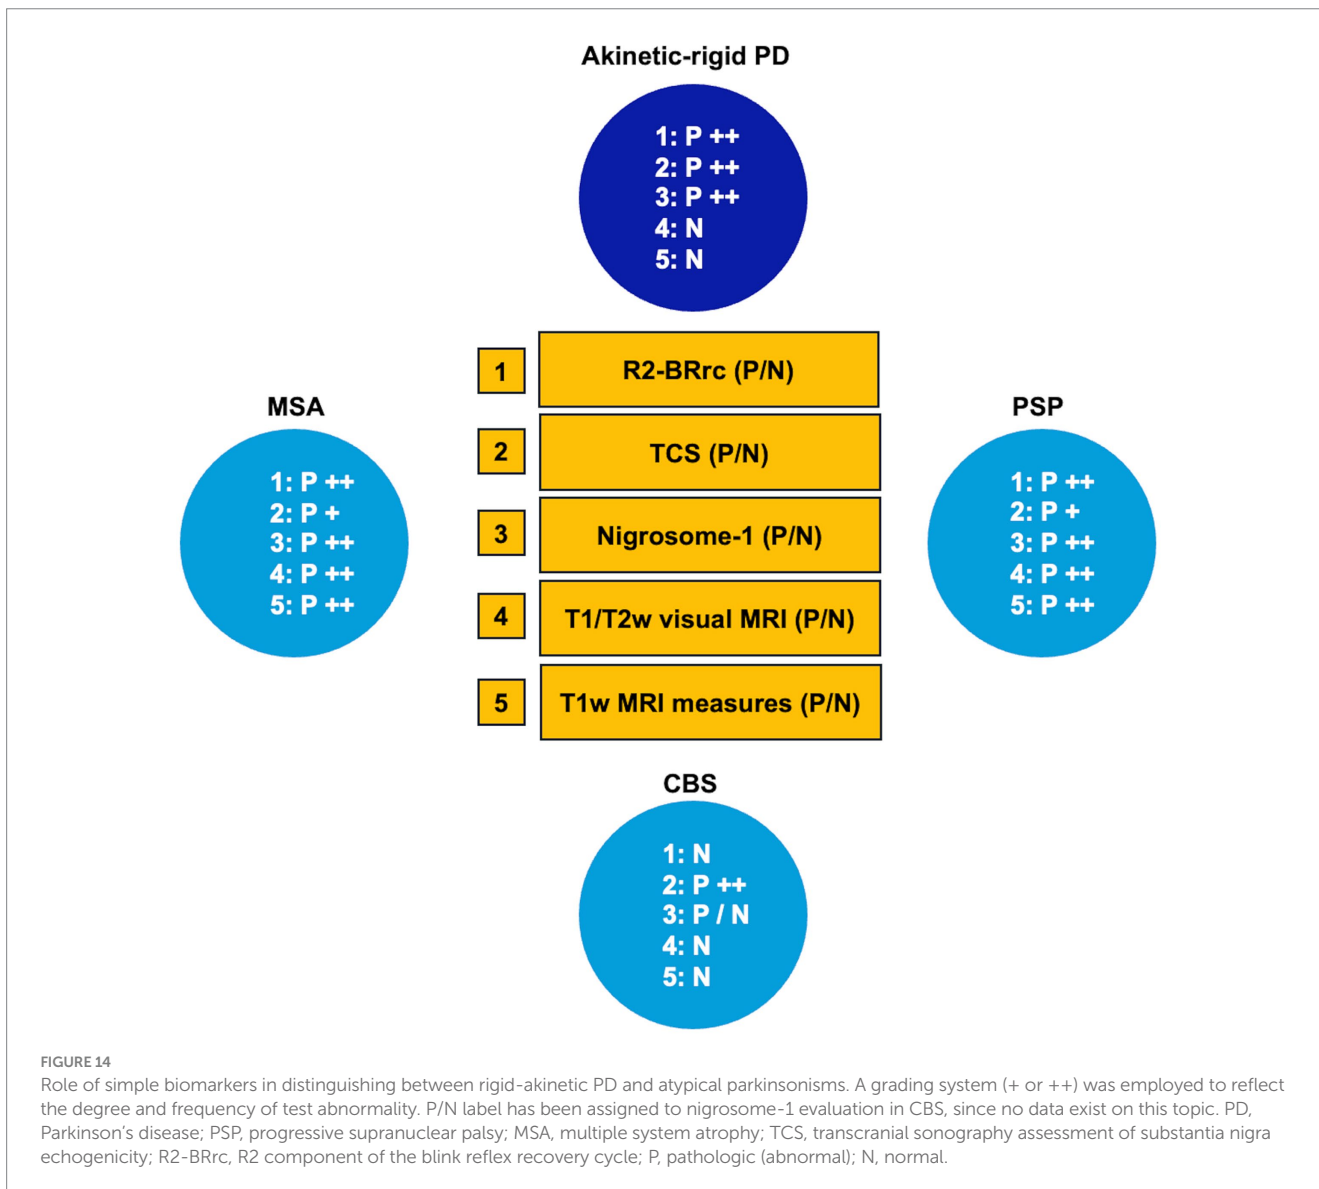 Akinetic-rigid PD
1: P ++
2: P ++
3: P ++
4: N
5: N
1
R2-BRrc (P/N)
2
TCS (P/N)
3
Nigrosome-1 (P/N)
4
T1/T2w visual MRI (P/N)
5
T1w MRI measures (P/N)
MSA
1: P ++
2: P +
3: P ++
4: P ++
5: P ++
PSP
1: P ++
2: P +
3: P ++
4: P ++
5: P ++
CBS
1: N
2: P ++
3: P / N
4: N
5: N
FIGURE 14
Role of simple biomarkers in distinguishing between rigid-akinetic PD and atypical parkinsonisms. A grading system (+ or ++) was employed to reflect
the degree and frequency of test abnormality. P/N label has been assigned to nigrosome-1 evaluation in CBS, since no data exist on this topic. PD,
Parkinson's disease; PSP, progressive supranuclear palsy; MSA, multiple system atrophy; TCS, transcranial sonography assessment of substantia nigra
echogenicity; R2-BRrc, R2 component of the blink reflex recovery cycle; P, pathologic (abnormal); N, normal.